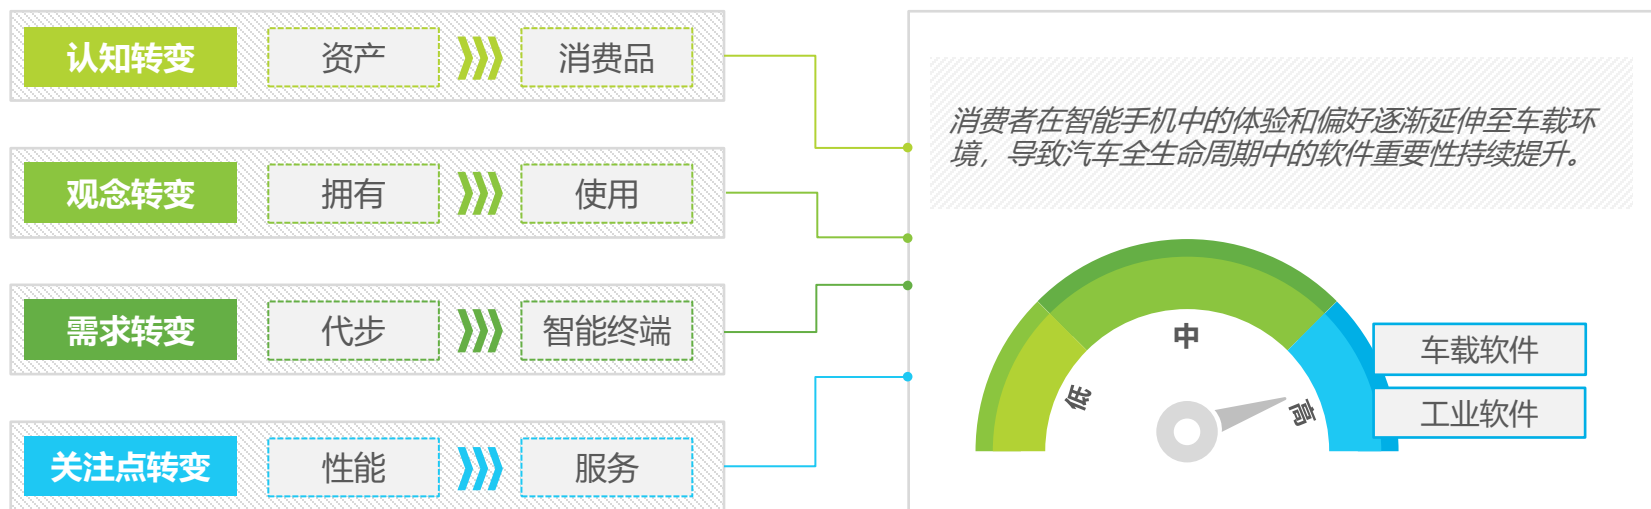 认知转变 资产 消费品
观念转变 拥有 使用
需求转变 代步 智能终端
关注点转变 性能 服务
消费者在智能手机中的体验和偏好逐渐延伸至车载环
境，导致汽车全生命周期中的软件重要性持续提升。
中
低
高
车载软件
工业软件